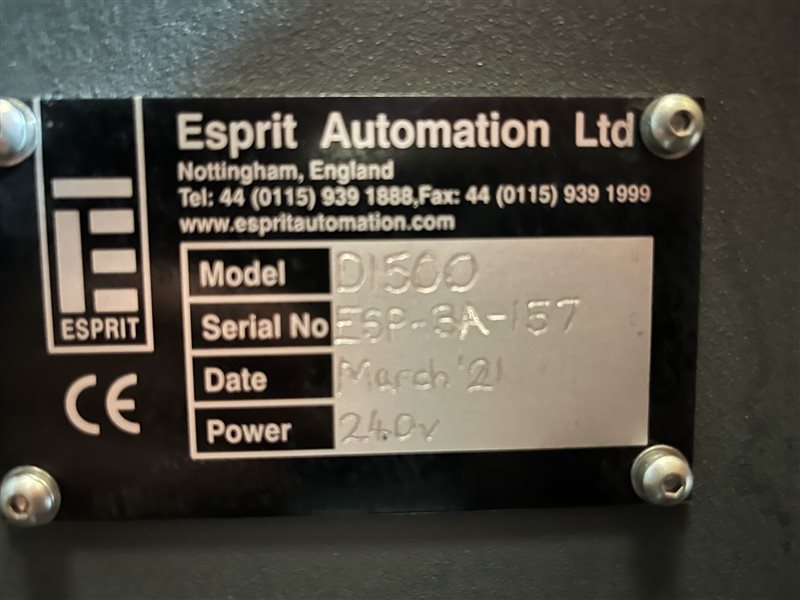 Esprit Automation Ltd
Nottingham, England
Tel: 44 (0115) 939 1888,Fax: 44 (0115) 939 1999
www.espritautomation.com
ESPRIT
CE
Model D1500
Serial No ESP-3A-157
Date March '21
Power 240v